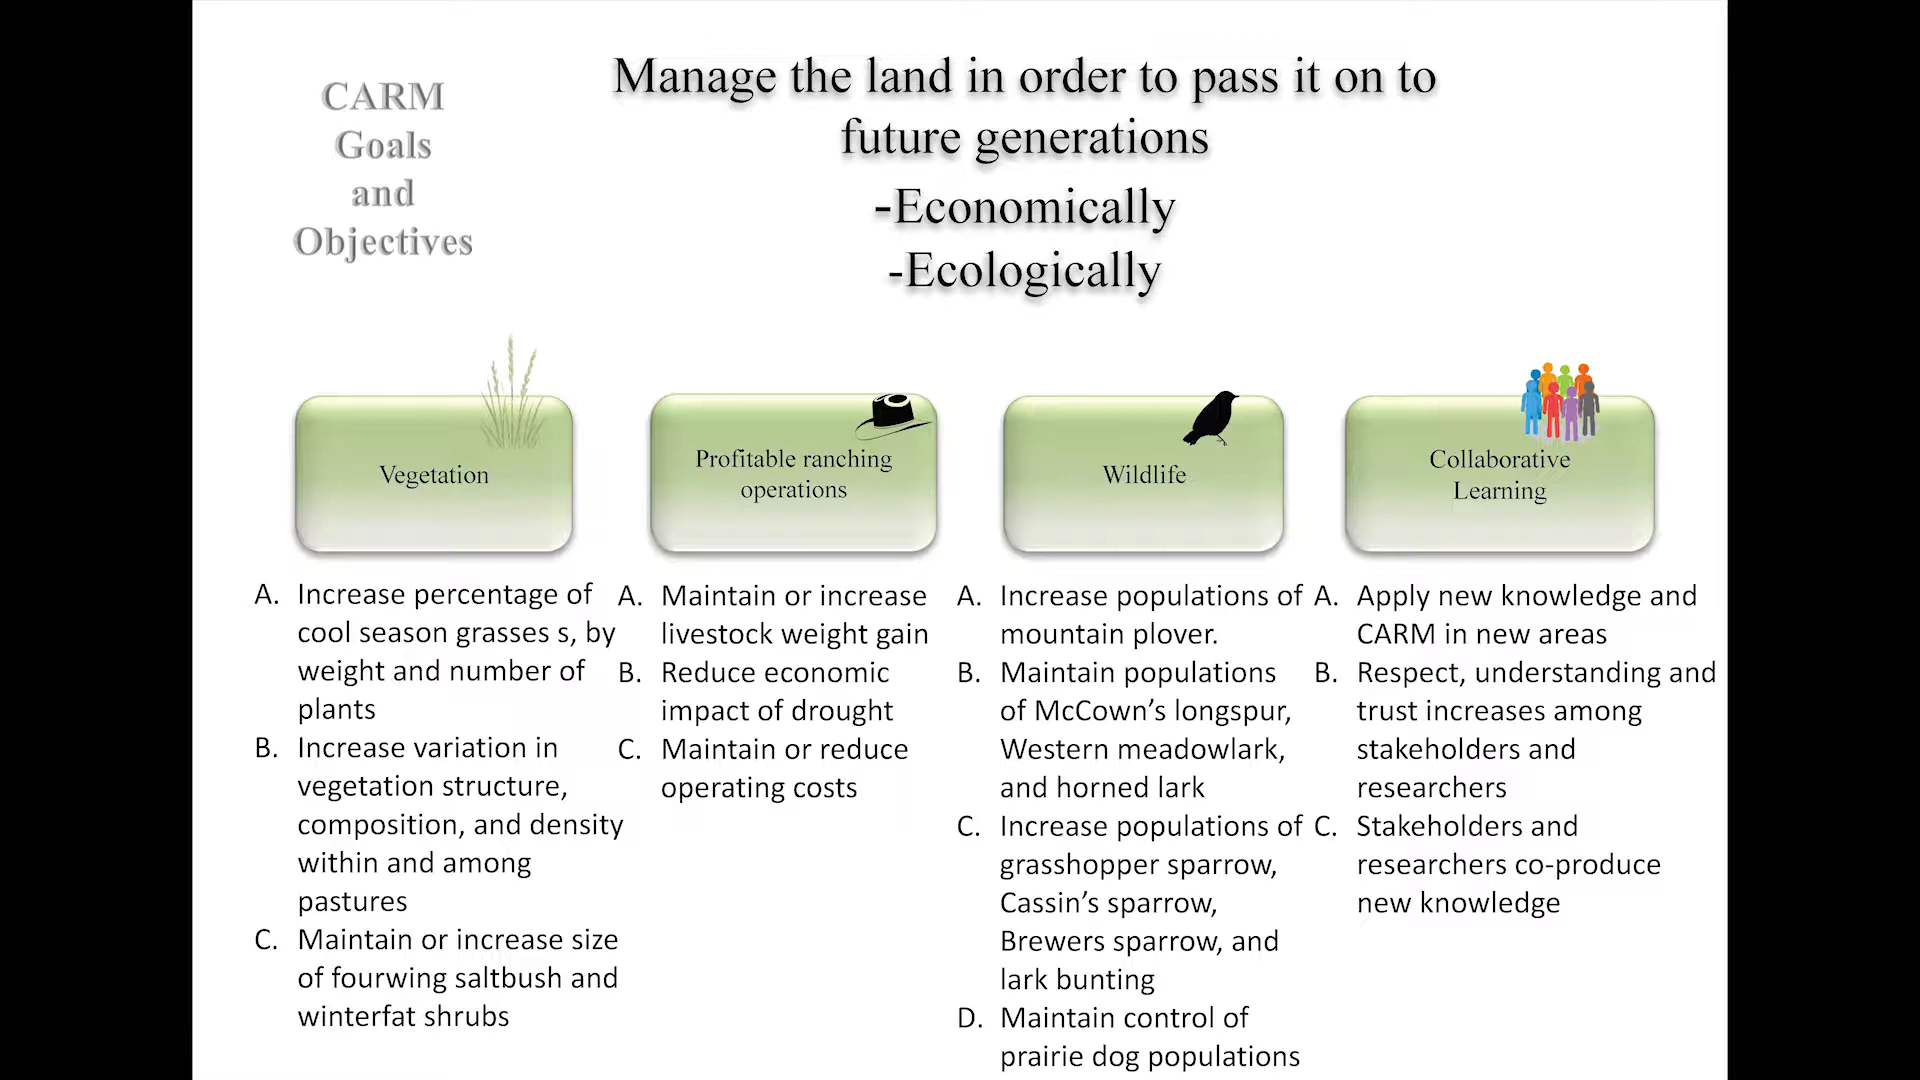 CARM
Goals
and
Objectives
Manage the land in order to pass it on to
future generations
-Economically
-Ecologically
Vegetation
A. Increase percentage of
cool season grasses s, by
weight and number of
plants
B. Increase variation in
vegetation structure,
composition, and density
within and among
pastures
C. Maintain or increase size
of fourwing saltbush and
winterfat shrubs
Profitable ranching
operations
A. Maintain or increase
livestock weight gain
B. Reduce economic
impact of drought
C. Maintain or reduce
operating costs
Wildlife
A. Increase populations of
mountain plover.
B. Maintain populations
of McCown’s longspur,
Western meadowlark,
and horned lark
C. Increase populations of
grasshopper sparrow,
Cassin’s sparrow,
Brewers sparrow, and
lark bunting
D. Maintain control of
prairie dog populations
Collaborative
Learning
A. Apply new knowledge and
CARM in new areas
B. Respect, understanding and
trust increases among
stakeholders and
researchers
C. Stakeholders and
researchers co-produce
new knowledge